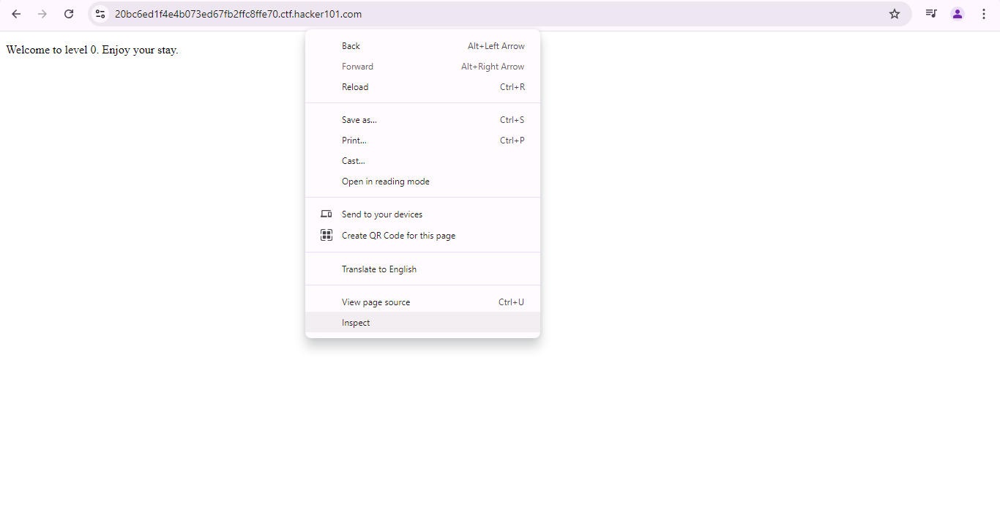 20bc6ed1f4e4b073ed67fb2ffc8ffe70.ctf.hacker101.com
Welcome to level 0. Enjoy your stay.
Back Alt+Left Arrow
Forward Alt+Right Arrow
Reload Ctrl+R
Save as... Ctrl+S
Print... Ctrl+P
Cast...
Open in reading mode
Send to your devices
Create QR Code for this page
Translate to English
View page source Ctrl+U
Inspect